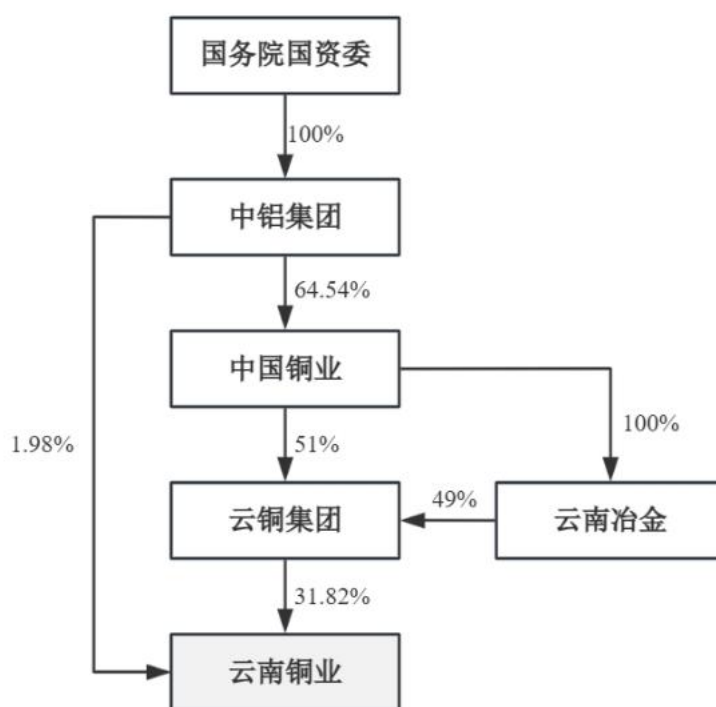 国务院国资委
100%
中铝集团
64.54%
中国铜业
1.98%
51%
100%
云铜集团
49%
云南冶金
31.82%
云南铜业